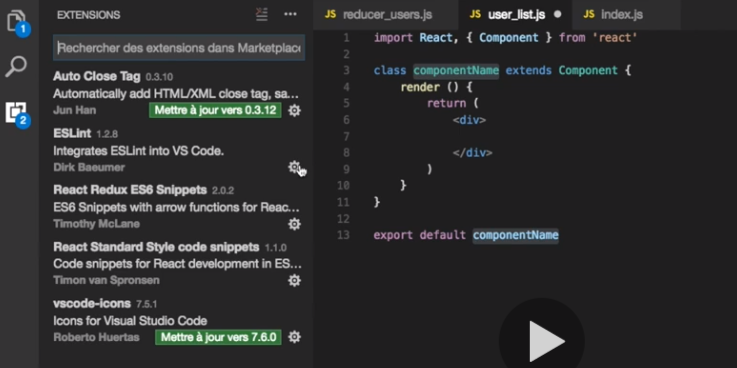 EXTENSIONS
Rechercher des extensions dans Marketplace
Auto Close Tag 0.3.10
Automatically add HTML/XML close tag, sa...
Jun Han Mettre à jour vers 0.3.12
ESLint 1.2.8
Integrates ESLint into VS Code.
Dirk Baeumer
React Redux ES6 Snippets 2.0.2
ES6 Snippets with arrow functions for Reac...
Timothy McLane
React Standard Style code snippets 1.1.0
Code snippets for React development in ES...
Timon van Spronsen
vscode-icons 7.5.1
Icons for Visual Studio Code
Roberto Huertas Mettre à jour vers 7.6.0
1
2
JS reducer_users.js JS user_list.js JS index.js
1 import React, { Component } from 'react'
2
3 class componentName extends Component {
4 render () {
5 return (
6 <div>
7
8 </div>
9 )
10 }
11 }
12
13 export default componentName